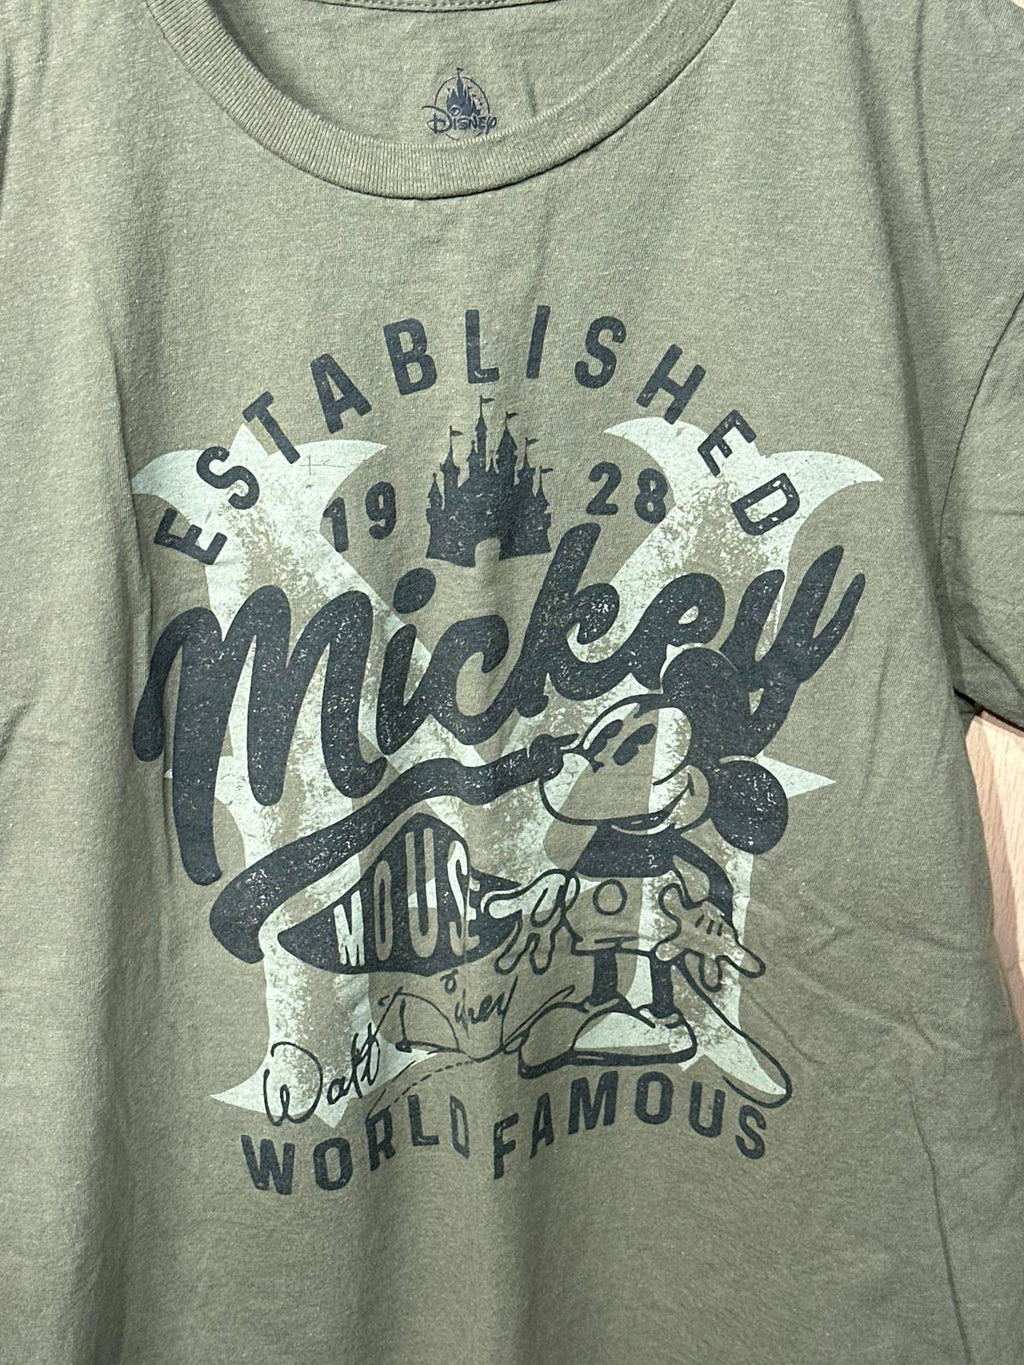 Disney
ESTABLISHED
19 28
Mickey
MOUSE
Walt Disney
WORLD FAMOUS